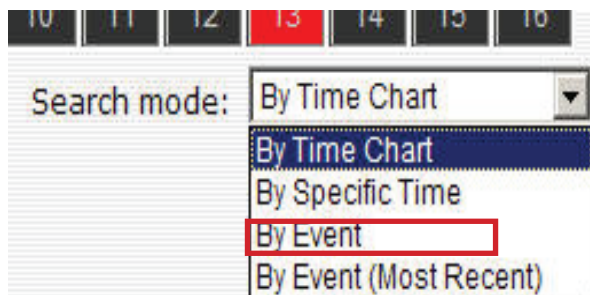 10 11 12 13 14 15 16
Search mode: By Time Chart
By Time Chart
By Specific Time
By Event
By Event (Most Recent)